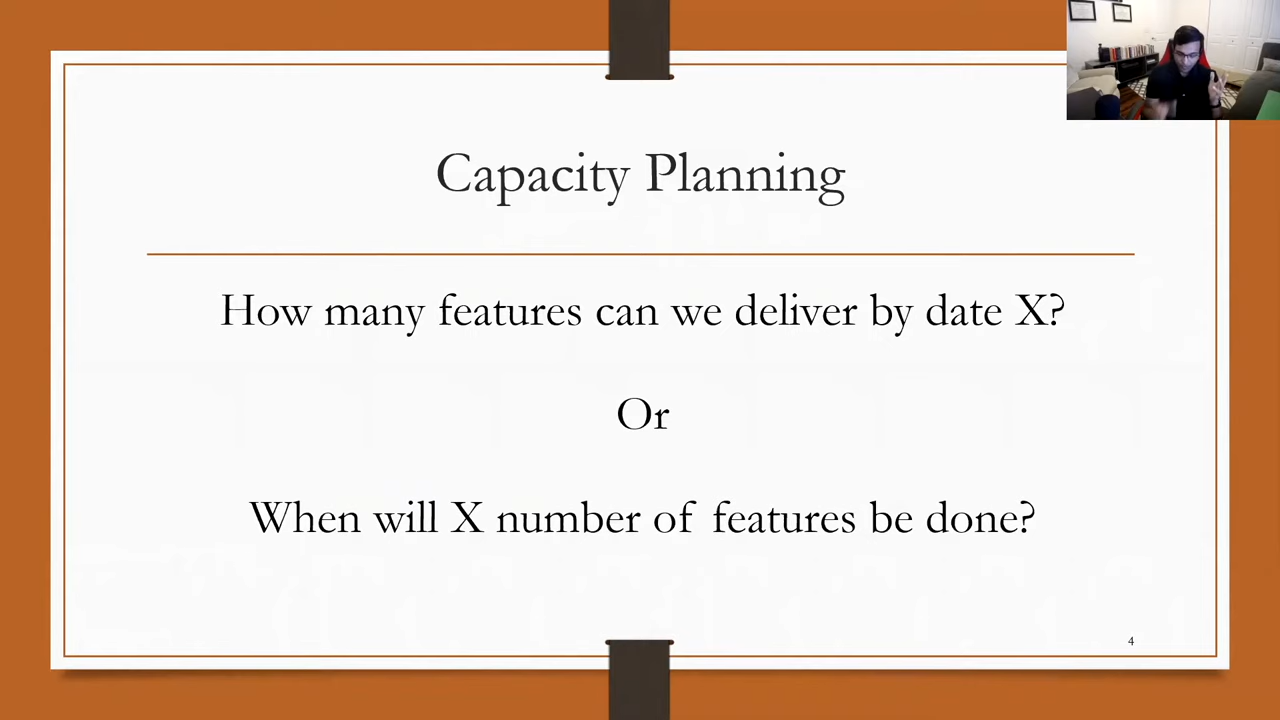 Capacity Planning
How many features can we deliver by date X?
Or
When will X number of features be done?
4